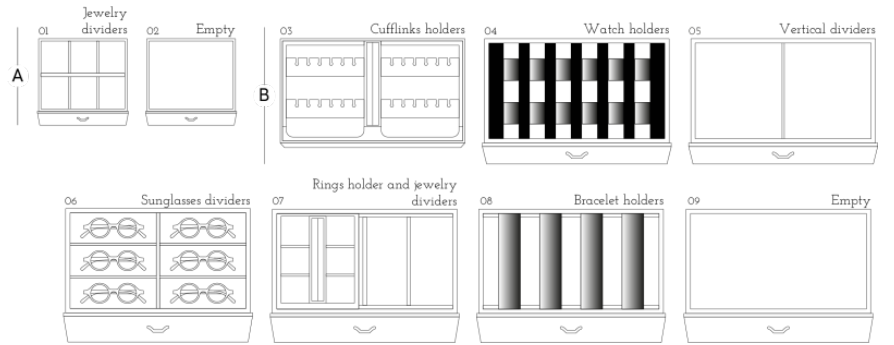 Jewelry
01 dividers
02 Empty
03 Cufflinks holders
04 Watch holders
05 Vertical dividers
A
B
06 Sunglasses dividers
Rings holder and jewelry
07 dividers
08 Bracelet holders
09 Empty